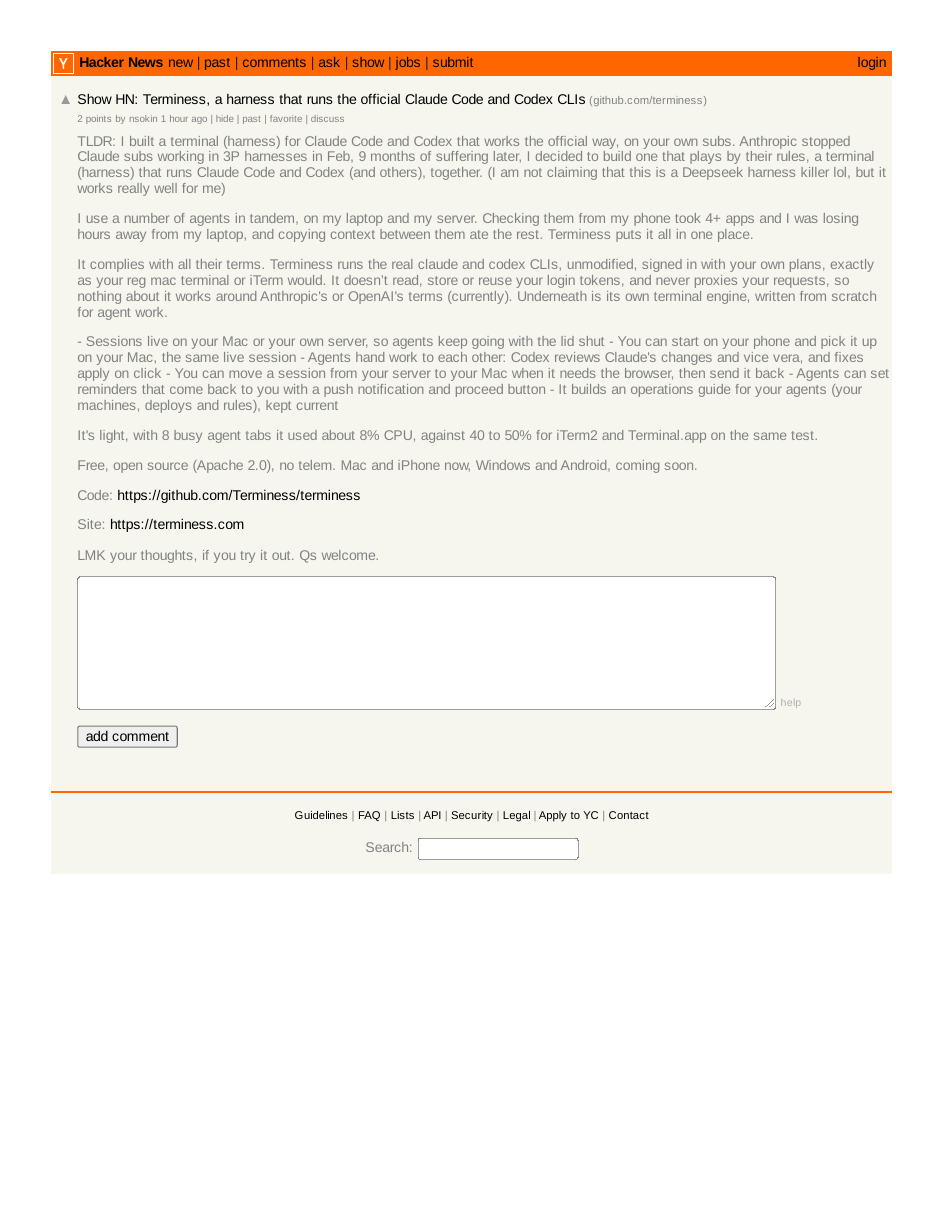 Y Hacker News new | past | comments | ask | show | jobs | submit login
▲ Show HN: Terminess, a harness that runs the official Claude Code and Codex CLIs (github.com/terminess)
2 points by nsokin 1 hour ago | hide | past | favorite | discuss
TLDR: I built a terminal (harness) for Claude Code and Codex that works the official way, on your own subs. Anthropic stopped
Claude subs working in 3P harnesses in Feb, 9 months of suffering later, I decided to build one that plays by their rules, a terminal
(harness) that runs Claude Code and Codex (and others), together. (I am not claiming that this is a Deepseek harness killer lol, but it
works really well for me)
I use a number of agents in tandem, on my laptop and my server. Checking them from my phone took 4+ apps and I was losing
hours away from my laptop, and copying context between them ate the rest. Terminess puts it all in one place.
It complies with all their terms. Terminess runs the real claude and codex CLIs, unmodified, signed in with your own plans, exactly
as your reg mac terminal or iTerm would. It doesn't read, store or reuse your login tokens, and never proxies your requests, so
nothing about it works around Anthropic's or OpenAI's terms (currently). Underneath is its own terminal engine, written from scratch
for agent work.
- Sessions live on your Mac or your own server, so agents keep going with the lid shut - You can start on your phone and pick it up
on your Mac, the same live session - Agents hand work to each other: Codex reviews Claude's changes and vice vera, and fixes
apply on click - You can move a session from your server to your Mac when it needs the browser, then send it back - Agents can set
reminders that come back to you with a push notification and proceed button - It builds an operations guide for your agents (your
machines, deploys and rules), kept current
It's light, with 8 busy agent tabs it used about 8% CPU, against 40 to 50% for iTerm2 and Terminal.app on the same test.
Free, open source (Apache 2.0), no telem. Mac and iPhone now, Windows and Android, coming soon.
Code: https://github.com/Terminess/terminess
Site: https://terminess.com
LMK your thoughts, if you try it out. Qs welcome.
help
add comment
Guidelines | FAQ | Lists | API | Security | Legal | Apply to YC | Contact
Search: